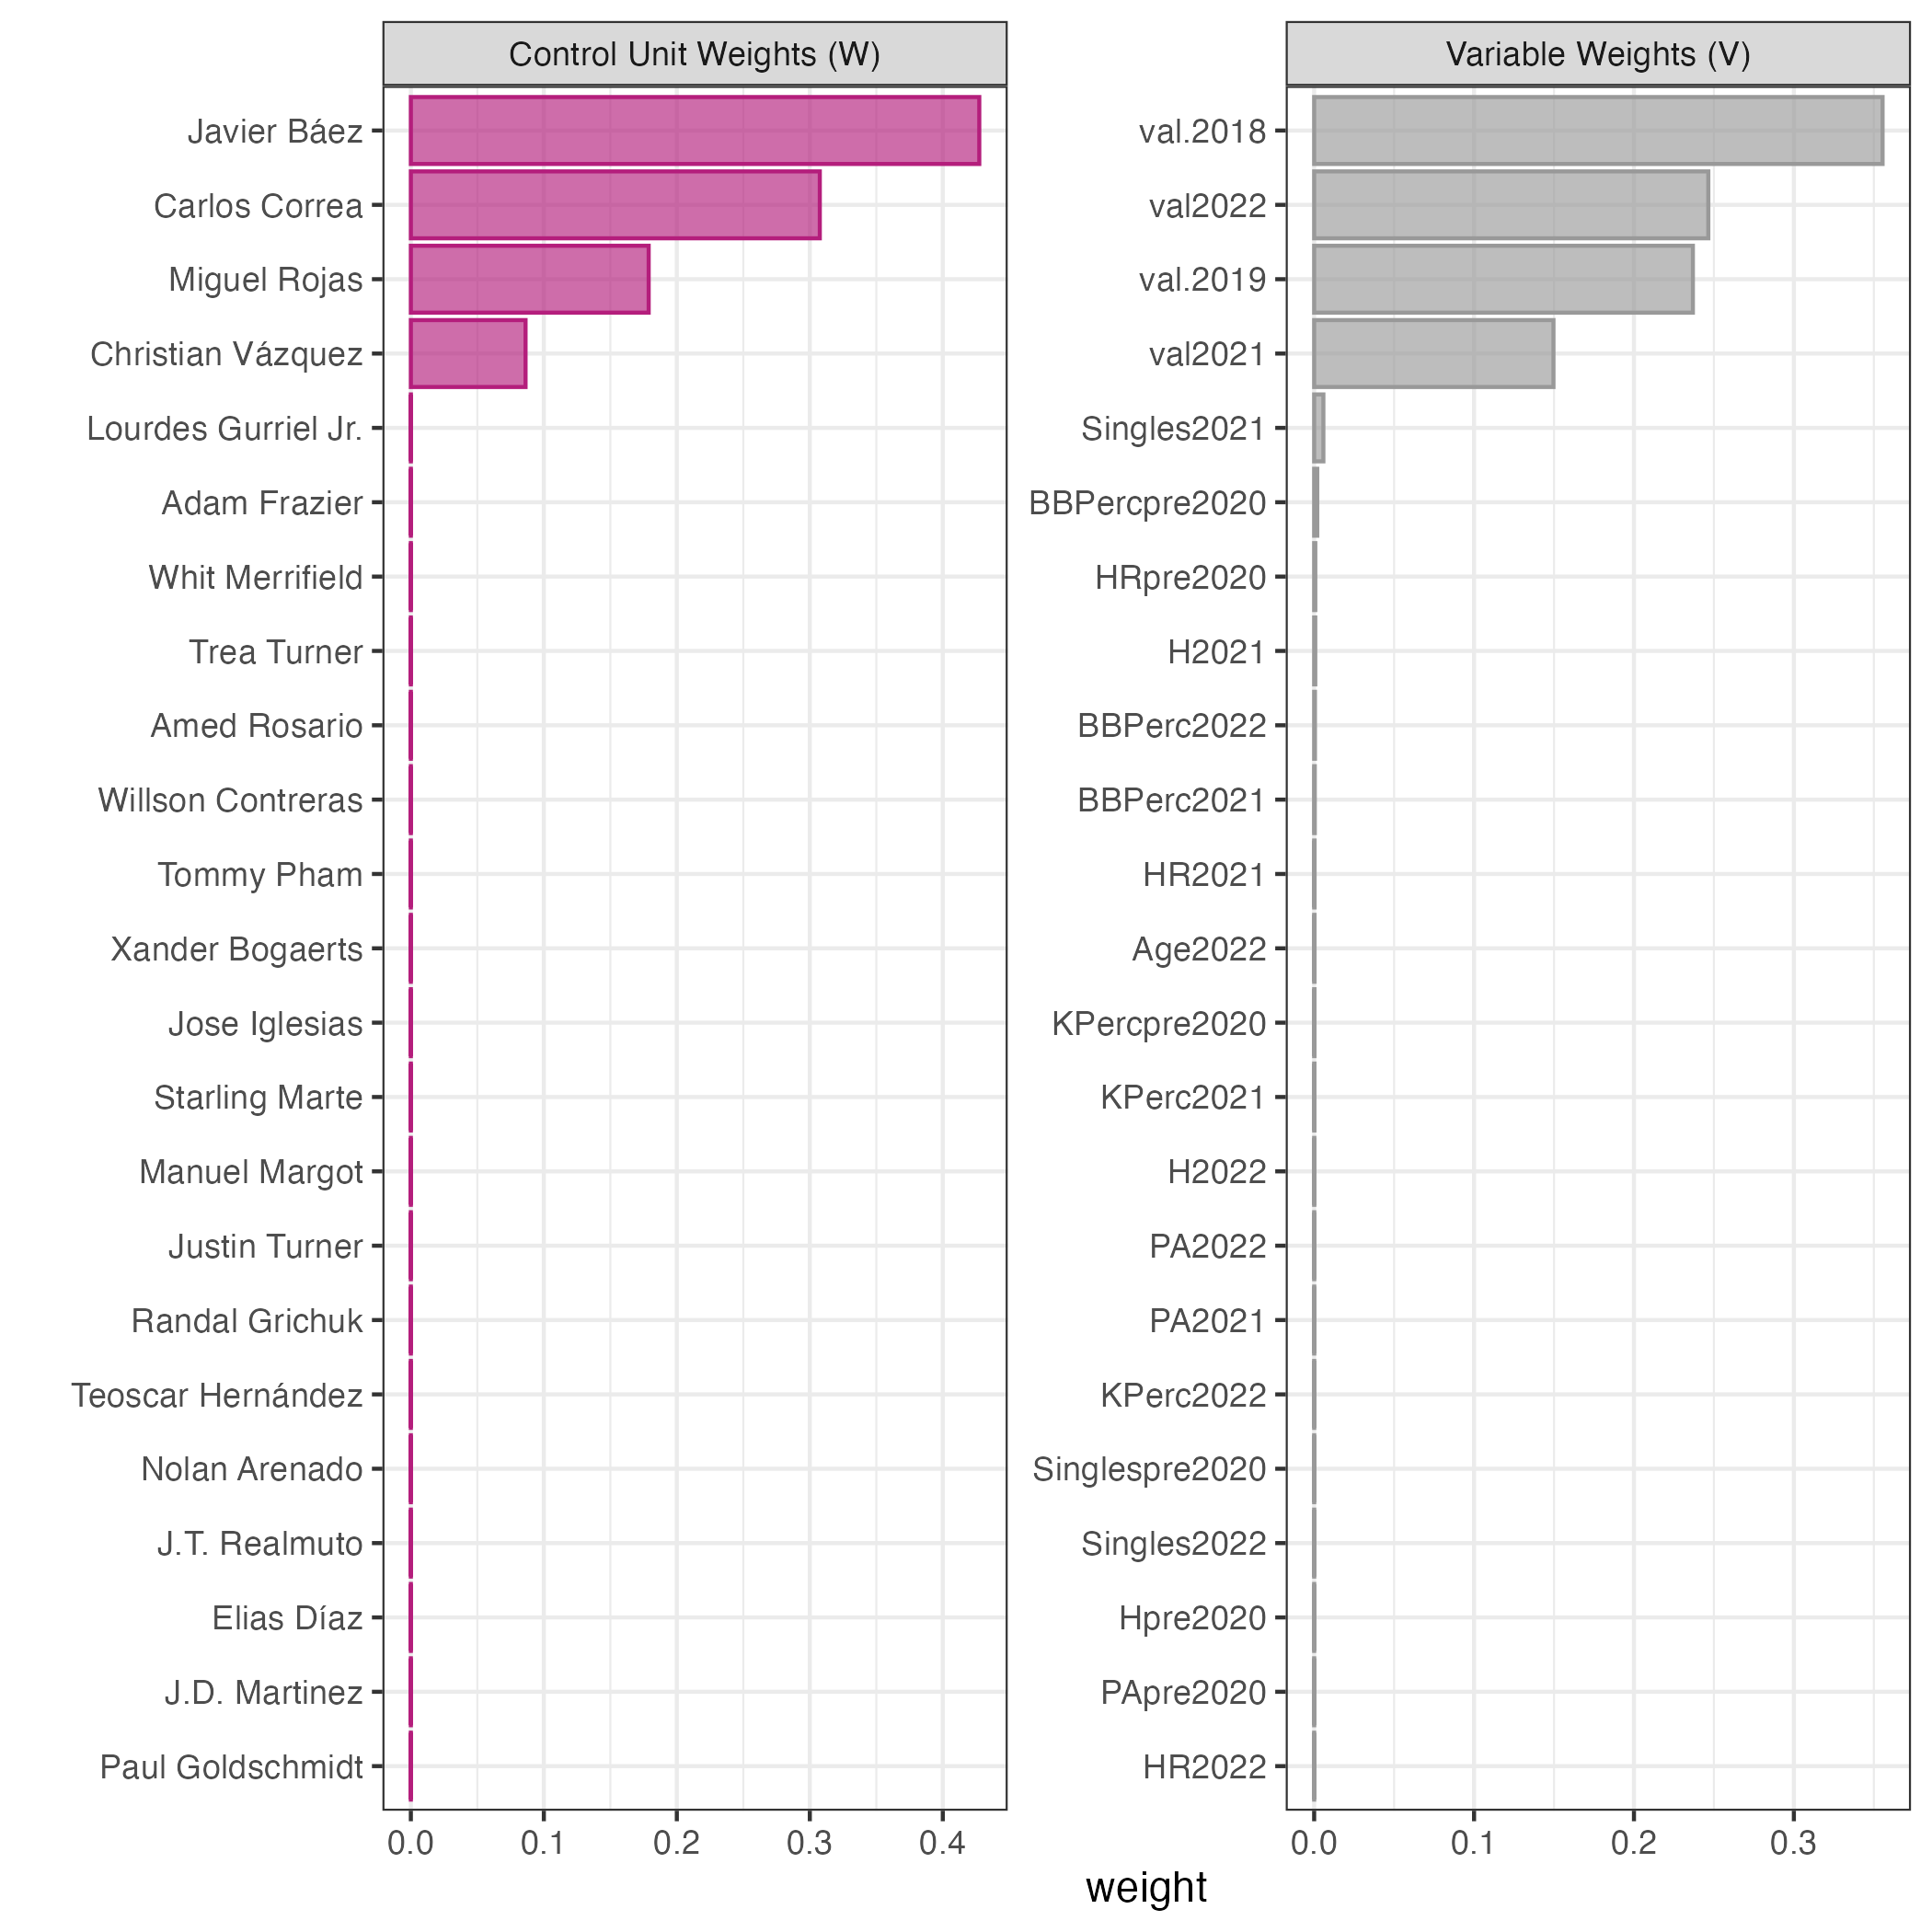 Control Unit Weights (W)
Javier Báez
Carlos Correa
Miguel Rojas
Christian Vázquez
Lourdes Gurriel Jr.
Adam Frazier
Whit Merrifield
Trea Turner
Amed Rosario
Willson Contreras
Tommy Pham
Xander Bogaerts
Jose Iglesias
Starling Marte
Manuel Margot
Justin Turner
Randal Grichuk
Teoscar Hernández
Nolan Arenado
J.T. Realmuto
Elias Díaz
J.D. Martinez
Paul Goldschmidt
0.0 0.1 0.2 0.3 0.4
Variable Weights (V)
val.2018
val2022
val.2019
val2021
Singles2021
BBPercpre2020
HRpre2020
H2021
BBPerc2022
BBPerc2021
HR2021
Age2022
KPercpre2020
KPerc2021
H2022
PA2022
PA2021
KPerc2022
Singlespre2020
Singles2022
Hpre2020
PApre2020
HR2022
0.0 0.1 0.2 0.3
weight